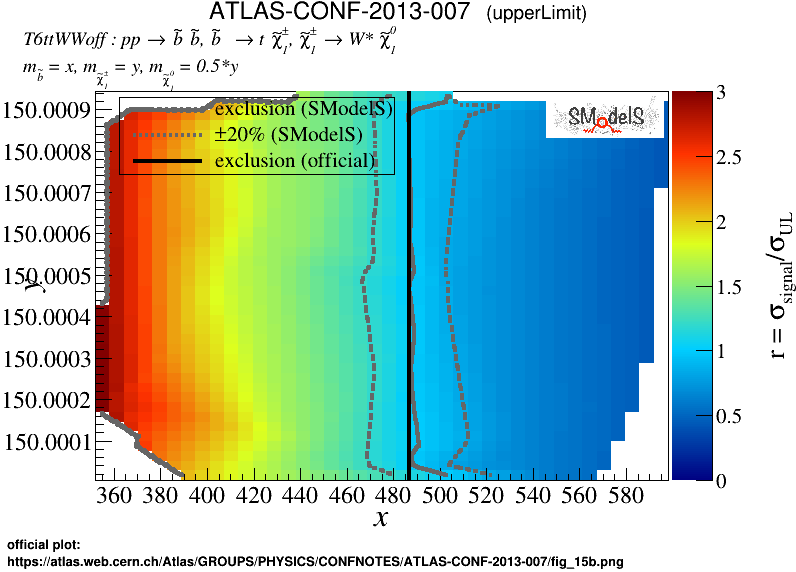 ATLAS-CONF-2013-007 (upperLimit)
T6ttWWoff : pp → b̃ b̃, b̃ → t χ̃₁±, χ̃₁± → W* χ̃₁⁰
m_b̃ = x, m_χ̃₁± = y, m_χ̃₁⁰ = 0.5*y
exclusion (SModelS)
±20% (SModelS)
exclusion (official)
SModelS
y
150.0009
150.0008
150.0007
150.0006
150.0005
150.0004
150.0003
150.0002
150.0001
360 380 400 420 440 460 480 500 520 540 560 580
x
3
2.5
2
1.5
1
0.5
0
r = σ_signal/σ_UL
official plot:
https://atlas.web.cern.ch/Atlas/GROUPS/PHYSICS/CONFNOTES/ATLAS-CONF-2013-007/fig_15b.png